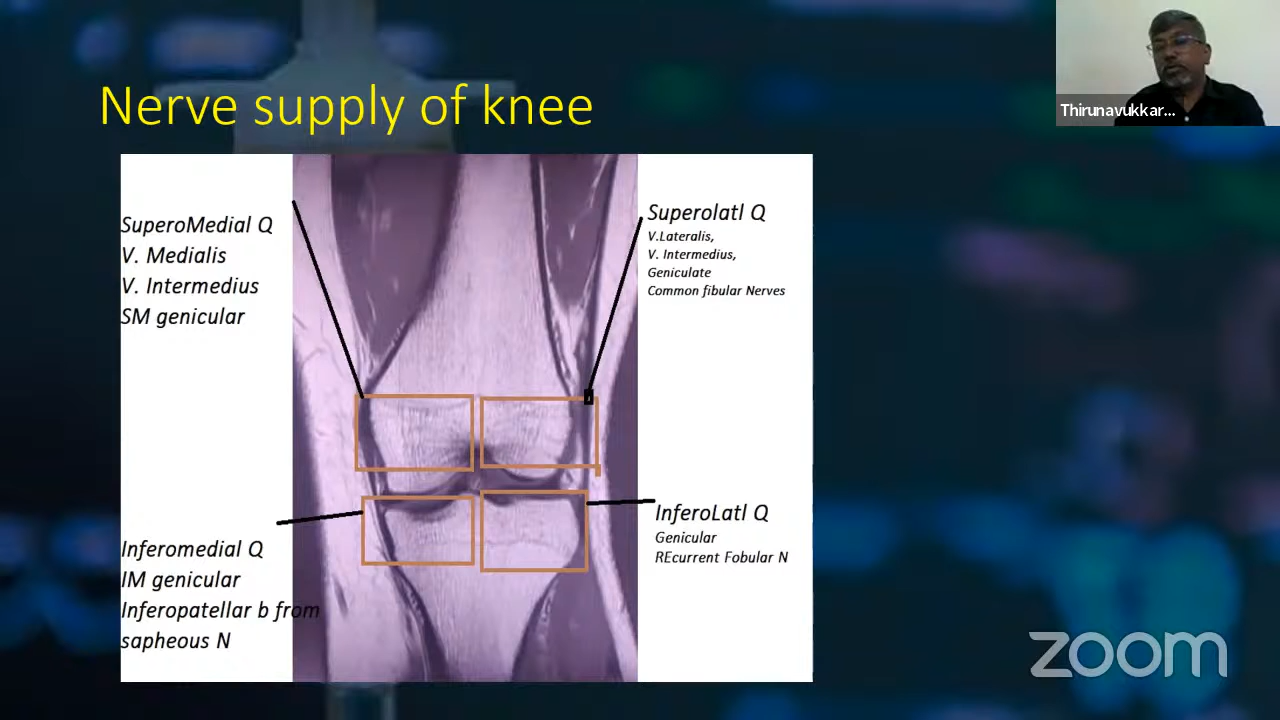 Nerve supply of knee
Thirunavukkar...
SuperoMedial Q
V. Medialis
V. Intermedius
SM genicular
Superolatl Q
V.Lateralis,
V. Intermedius,
Geniculate
Common fibular Nerves
Inferomedial Q
IM genicular
Inferopatellar b from
sapheous N
InferoLatl Q
Genicular
REcurrent Fobular N
zoom